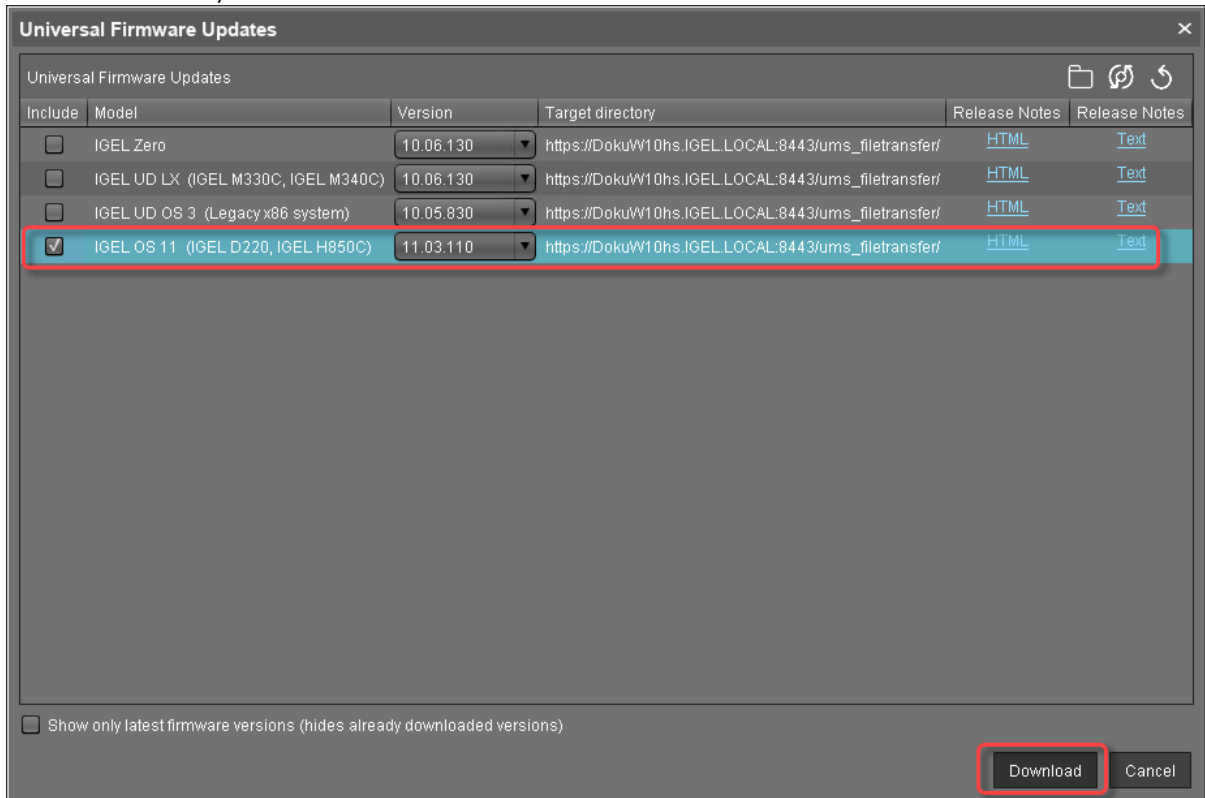 Universal Firmware Updates ×
Universal Firmware Updates
Include Model Version Target directory Release Notes Release Notes
IGEL Zero 10.06.130 https://DokuW10hs.IGEL.LOCAL:8443/ums_filetransfer/ HTML Text
IGEL UD LX (IGEL M330C, IGEL M340C) 10.06.130 https://DokuW10hs.IGEL.LOCAL:8443/ums_filetransfer/ HTML Text
IGEL UD OS 3 (Legacy x86 system) 10.05.830 https://DokuW10hs.IGEL.LOCAL:8443/ums_filetransfer/ HTML Text
IGEL OS 11 (IGEL D220, IGEL H850C) 11.03.110 https://DokuW10hs.IGEL.LOCAL:8443/ums_filetransfer/ HTML Text
Show only latest firmware versions (hides already downloaded versions)
Download Cancel